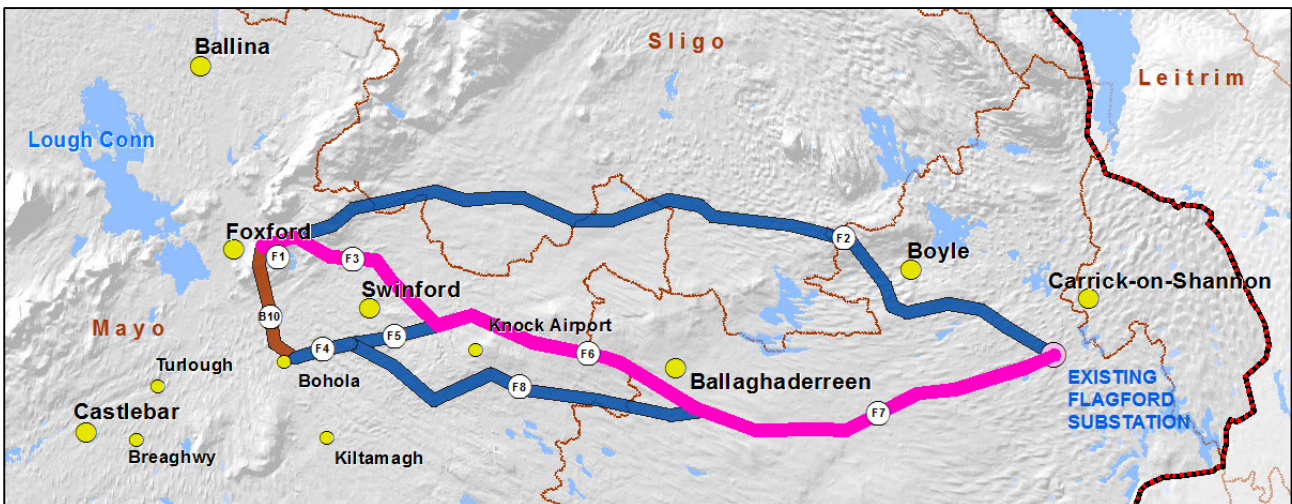 Sligo
Ballina
Leitrim
Lough Conn
Foxford
F1
F3
F2
Boyle
Swinford
Carrick-on-Shannon
B10
Mayo
Knock Airport
F5
F4
F6
Turlough
Bohola
Ballaghaderreen
EXISTING
FLAGFORD
SUBSTATION
F8
F7
Castlebar
Breaghwy
Kiltamagh